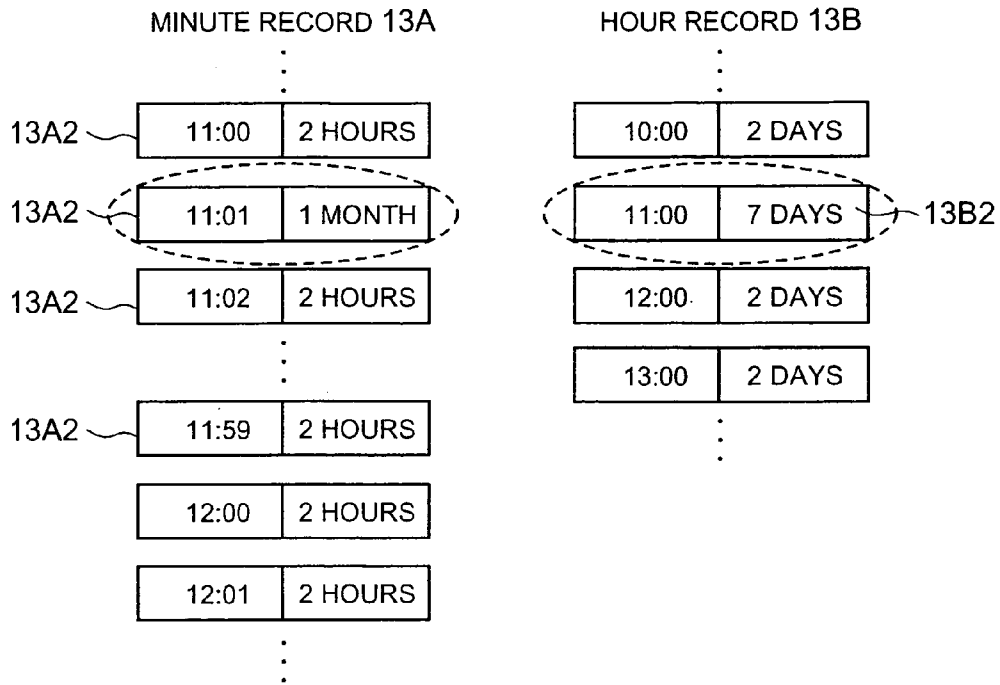 MINUTE RECORD 13A
13A2 11:00 2 HOURS
13A2 11:01 1 MONTH
13A2 11:02 2 HOURS
13A2 11:59 2 HOURS
12:00 2 HOURS
12:01 2 HOURS
HOUR RECORD 13B
10:00 2 DAYS
11:00 7 DAYS 13B2
12:00 2 DAYS
13:00 2 DAYS